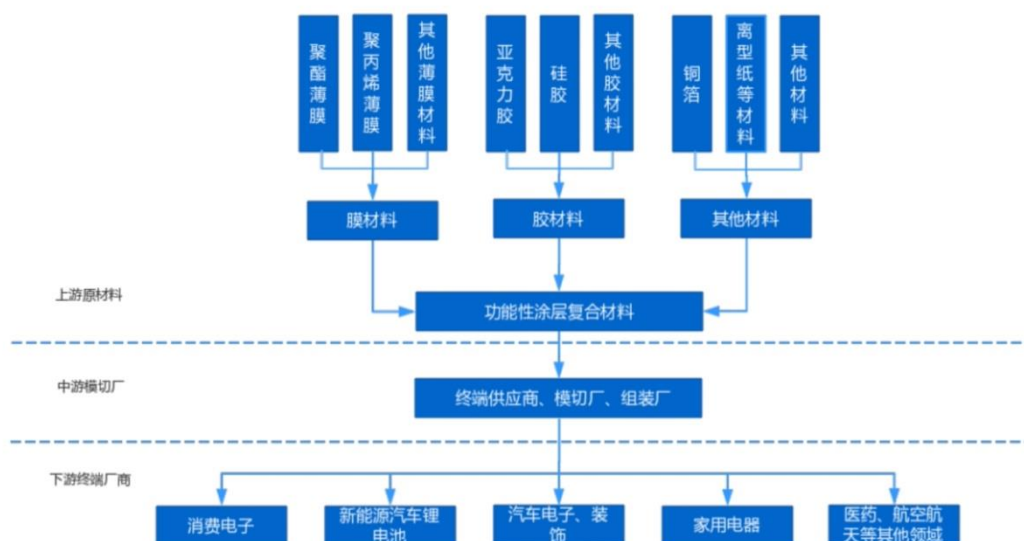 聚酯薄膜
聚丙烯薄膜
其他薄膜材料
亚克力胶
硅胶
其他胶材料
铜箔
离型纸等材料
其他材料
膜材料
胶材料
其他材料
上游原材料
功能性涂层复合材料
中游模切厂
终端供应商、模切厂、组装厂
下游终端厂商
消费电子
新能源汽车锂
电池
汽车电子、装
饰
家用电器
医药、航空航
天等其他领域